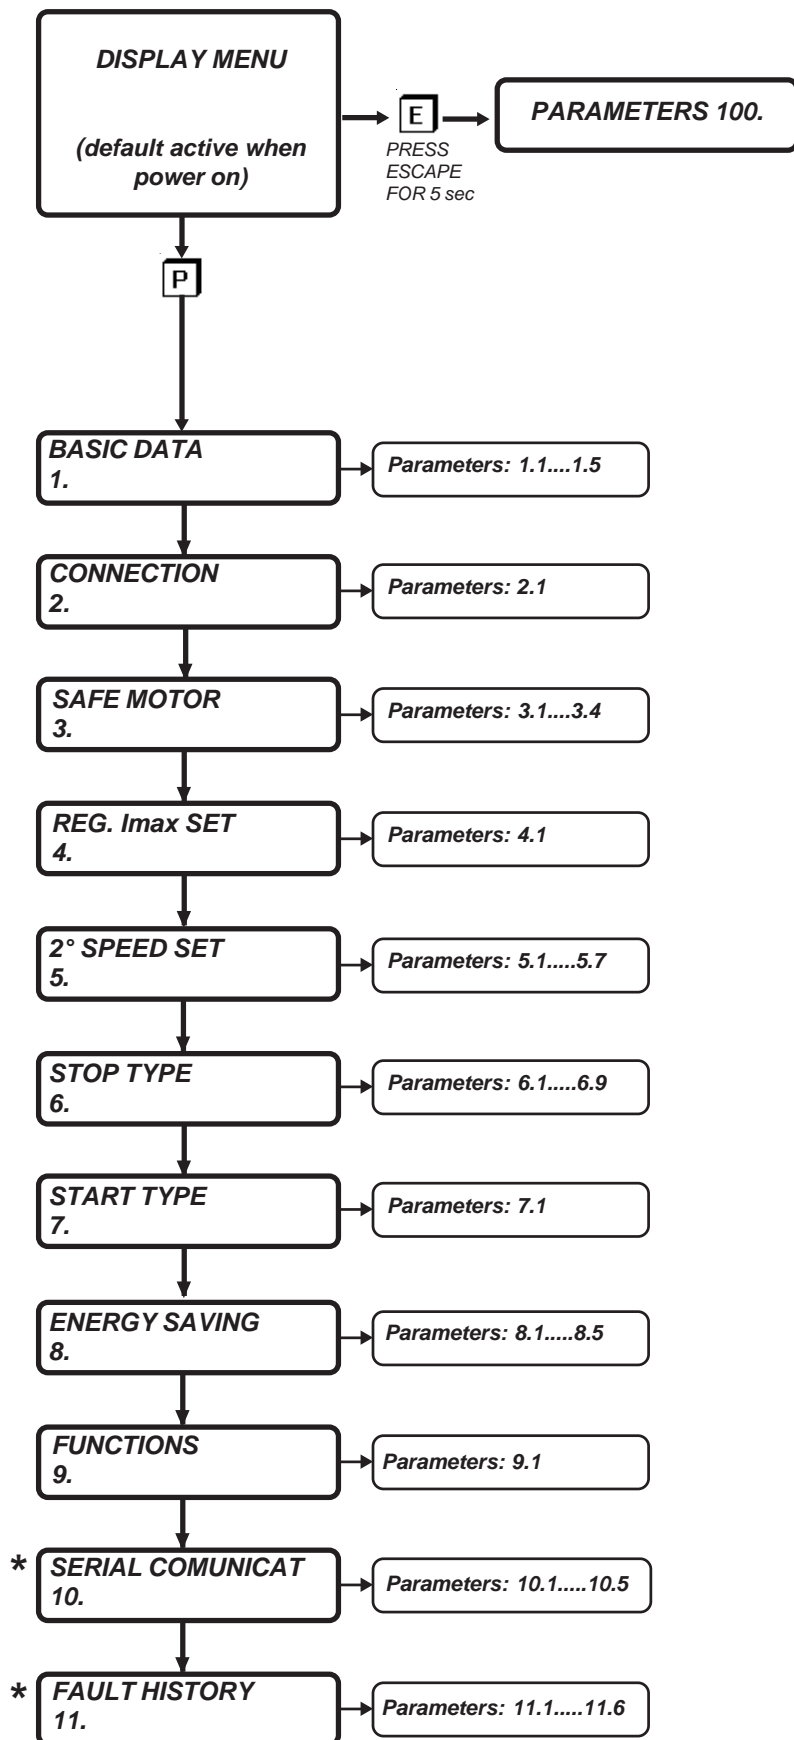 DISPLAY MENU
(default active when
power on)
E
PRESS
ESCAPE
FOR 5 sec
PARAMETERS 100.
P
BASIC DATA
1.
Parameters: 1.1....1.5
CONNECTION
2.
Parameters: 2.1
SAFE MOTOR
3.
Parameters: 3.1....3.4
REG. Imax SET
4.
Parameters: 4.1
2° SPEED SET
5.
Parameters: 5.1.....5.7
STOP TYPE
6.
Parameters: 6.1.....6.9
START TYPE
7.
Parameters: 7.1
ENERGY SAVING
8.
Parameters: 8.1.....8.5
FUNCTIONS
9.
Parameters: 9.1
* SERIAL COMUNICAT
10.
Parameters: 10.1.....10.5
* FAULT HISTORY
11.
Parameters: 11.1.....11.6